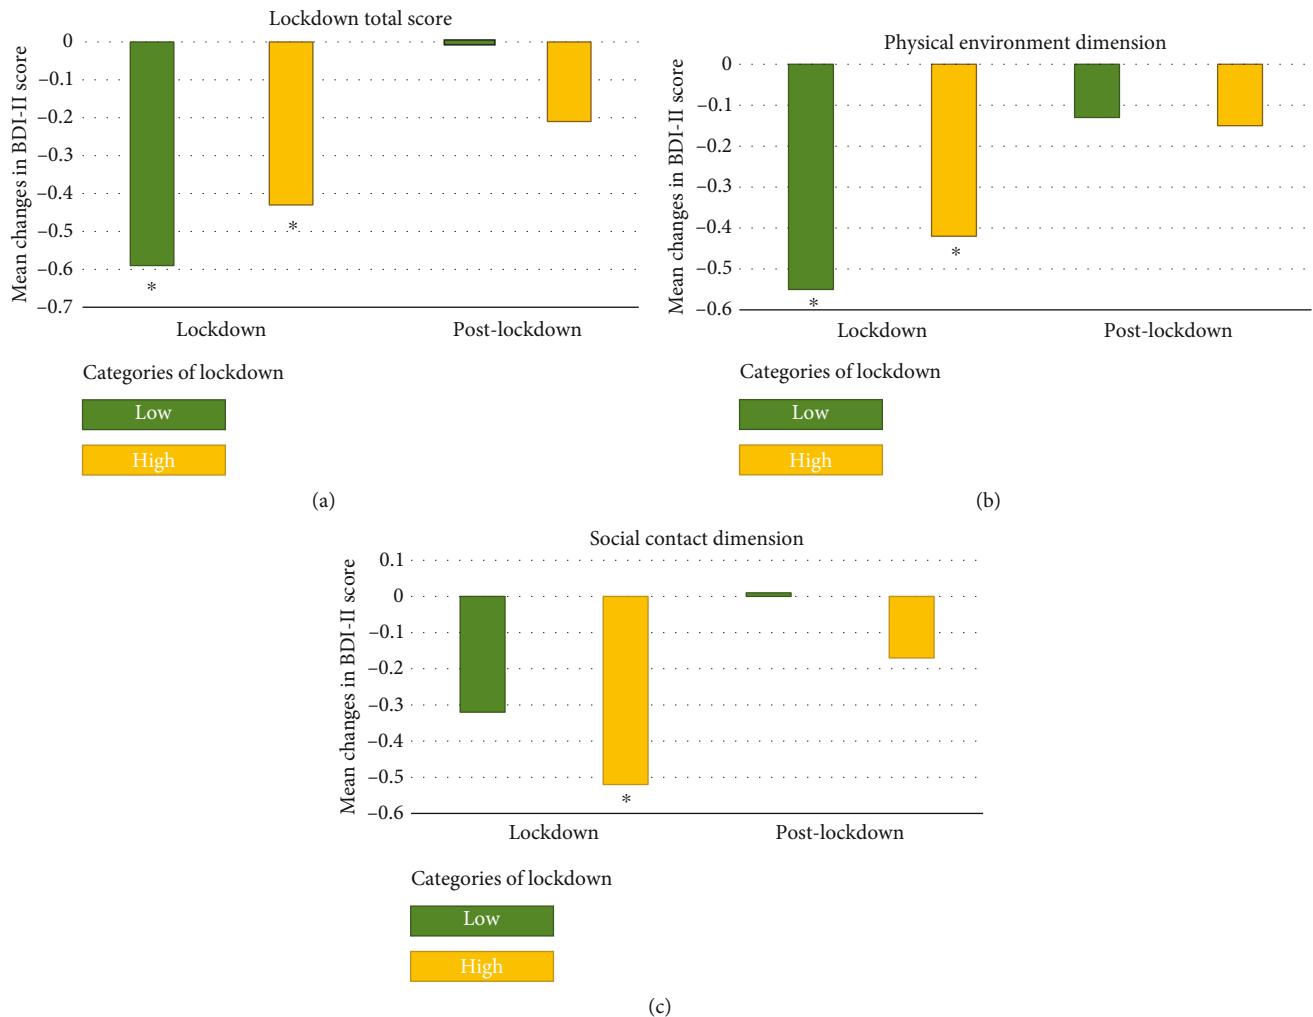 Lockdown total score
Mean changes in BDI-II score
0
–0.1
–0.2
–0.3
–0.4
–0.5
–0.6
–0.7
*
*
Lockdown
Post-lockdown
Categories of lockdown
Low
High
(a)
Physical environment dimension
Mean changes in BDI-II score
0
–0.1
–0.2
–0.3
–0.4
–0.5
–0.6
*
*
Lockdown
Post-lockdown
Categories of lockdown
Low
High
(b)
Social contact dimension
Mean changes in BDI-II score
0.1
0
–0.1
–0.2
–0.3
–0.4
–0.5
–0.6
*
Lockdown
Post-lockdown
Categories of lockdown
Low
High
(c)